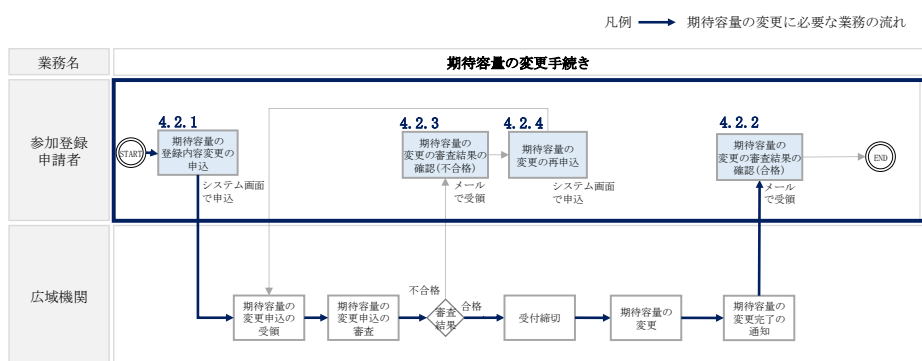 凡例 期待容量の変更に必要な業務の流れ
業務名
期待容量の変更手続き
参加登録
申請者
START
4.2.1
期待容量の
登録内容変更の
申込
システム画面
で申込
4.2.3
期待容量の
変更の審査結果の
確認(不合格)
メール
で受領
4.2.4
期待容量の
変更の再申込
システム画面
で申込
4.2.2
期待容量の
変更の審査結果の
確認(合格)
メール
で受領
END
広域機関
期待容量の
変更申込の
受領
期待容量の
変更申込の
審査
不合格
審査
結果
合格
受付締切
期待容量の
変更
期待容量の
変更完了の
通知